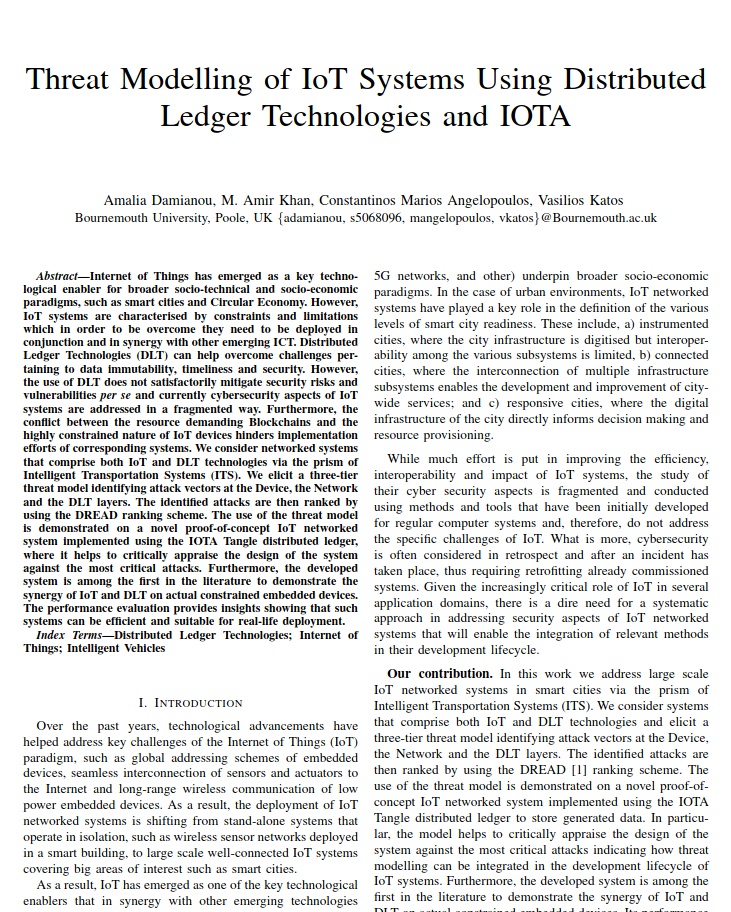 Threat Modelling of IoT Systems Using Distributed
Ledger Technologies and IOTA
Amalia Damianou, M. Amir Khan, Constantinos Marios Angelopoulos, Vasilios Katos
Bournemouth University, Poole, UK {adamianou, s5068096, mangelopoulos, vkatos}@Bournemouth.ac.uk
Abstract—Internet of Things has emerged as a key techno-
logical enabler for broader socio-technical and socio-economic
paradigms, such as smart cities and Circular Economy. However,
IoT systems are characterised by constraints and limitations
which in order to be overcome they need to be deployed in
conjunction and in synergy with other emerging ICT. Distributed
Ledger Technologies (DLT) can help overcome challenges per-
taining to data immutability, timeliness and security. However,
the use of DLT does not satisfactorily mitigate security risks and
vulnerabilities per se and currently cybersecurity aspects of IoT
systems are addressed in a fragmented way. Furthermore, the
conflict between the resource demanding Blockchains and the
highly constrained nature of IoT devices hinders implementation
efforts of corresponding systems. We consider networked systems
that comprise both IoT and DLT technologies via the prism of
Intelligent Transportation Systems (ITS). We elicit a three-tier
threat model identifying attack vectors at the Device, the Network
and the DLT layers. The identified attacks are then ranked by
using the DREAD ranking scheme. The use of the threat model
is demonstrated on a novel proof-of-concept IoT networked
system implemented using the IOTA Tangle distributed ledger,
where it helps to critically appraise the design of the system
against the most critical attacks. Furthermore, the developed
system is among the first in the literature to demonstrate the
synergy of IoT and DLT on actual constrained embedded devices.
The performance evaluation provides insights showing that such
systems can be efficient and suitable for real-life deployment.
Index Terms—Distributed Ledger Technologies; Internet of
Things; Intelligent Vehicles
I. INTRODUCTION
Over the past years, technological advancements have
helped address key challenges of the Internet of Things (IoT)
paradigm, such as global addressing schemes of embedded
devices, seamless interconnection of sensors and actuators to
the Internet and long-range wireless communication of low
power embedded devices. As a result, the deployment of IoT
networked systems is shifting from stand-alone systems that
operate in isolation, such as wireless sensor networks deployed
in a smart building, to large scale well-connected IoT systems
covering big areas of interest such as smart cities.
As a result, IoT has emerged as one of the key technological
enablers that in synergy with other emerging technologies
5G networks, and other) underpin broader socio-economic
paradigms. In the case of urban environments, IoT networked
systems have played a key role in the definition of the various
levels of smart city readiness. These include, a) instrumented
cities, where the city infrastructure is digitised but interoper-
ability among the various subsystems is limited, b) connected
cities, where the interconnection of multiple infrastructure
subsystems enables the development and improvement of city-
wide services; and c) responsive cities, where the digital
infrastructure of the city directly informs decision making and
resource provisioning.
While much effort is put in improving the efficiency,
interoperability and impact of IoT systems, the study of
their cyber security aspects is fragmented and conducted
using methods and tools that have been initially developed
for regular computer systems and, therefore, do not address
the specific challenges of IoT. What is more, cybersecurity
is often considered in retrospect and after an incident has
taken place, thus requiring retrofitting already commissioned
systems. Given the increasingly critical role of IoT in several
application domains, there is a dire need for a systematic
approach in addressing security aspects of IoT networked
systems that will enable the integration of relevant methods
in their development lifecycle.
Our contribution. In this work we address large scale
IoT networked systems in smart cities via the prism of
Intelligent Transportation Systems (ITS). We consider systems
that comprise both IoT and DLT technologies and elicit a
three-tier threat model identifying attack vectors at the Device,
the Network and the DLT layers. The identified attacks are
then ranked by using the DREAD [1] ranking scheme. The
use of the threat model is demonstrated on a novel proof-of-
concept IoT networked system implemented using the IOTA
Tangle distributed ledger to store generated data. In particu-
lar, the model helps to critically appraise the design of the
system against the most critical attacks indicating how threat
modelling can be integrated in the development lifecycle of
IoT systems. Furthermore, the developed system is among the
first in the literature to demonstrate the synergy of IoT and